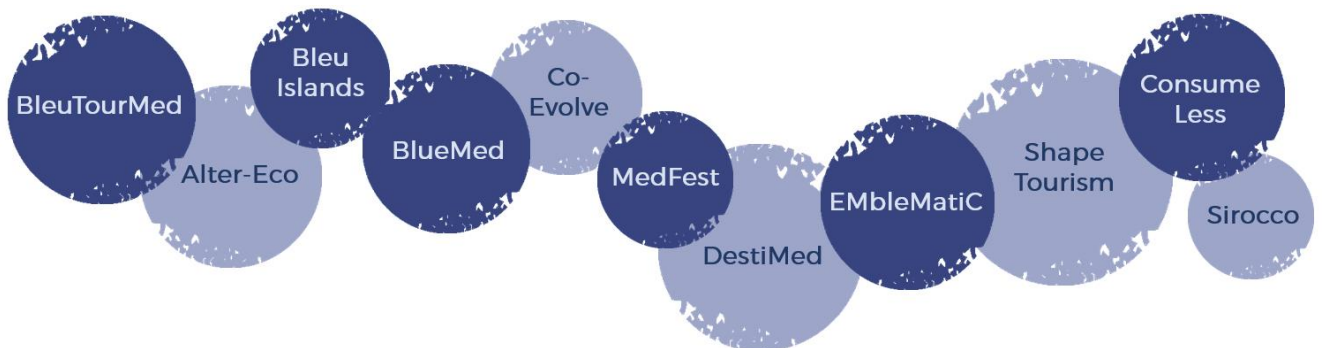 BleuTourMed
Alter-Eco
Bleu
Islands
BlueMed
Co-
Evolve
MedFest
DestiMed
EMbleMatiC
Shape
Tourism
Consume
Less
Sirocco